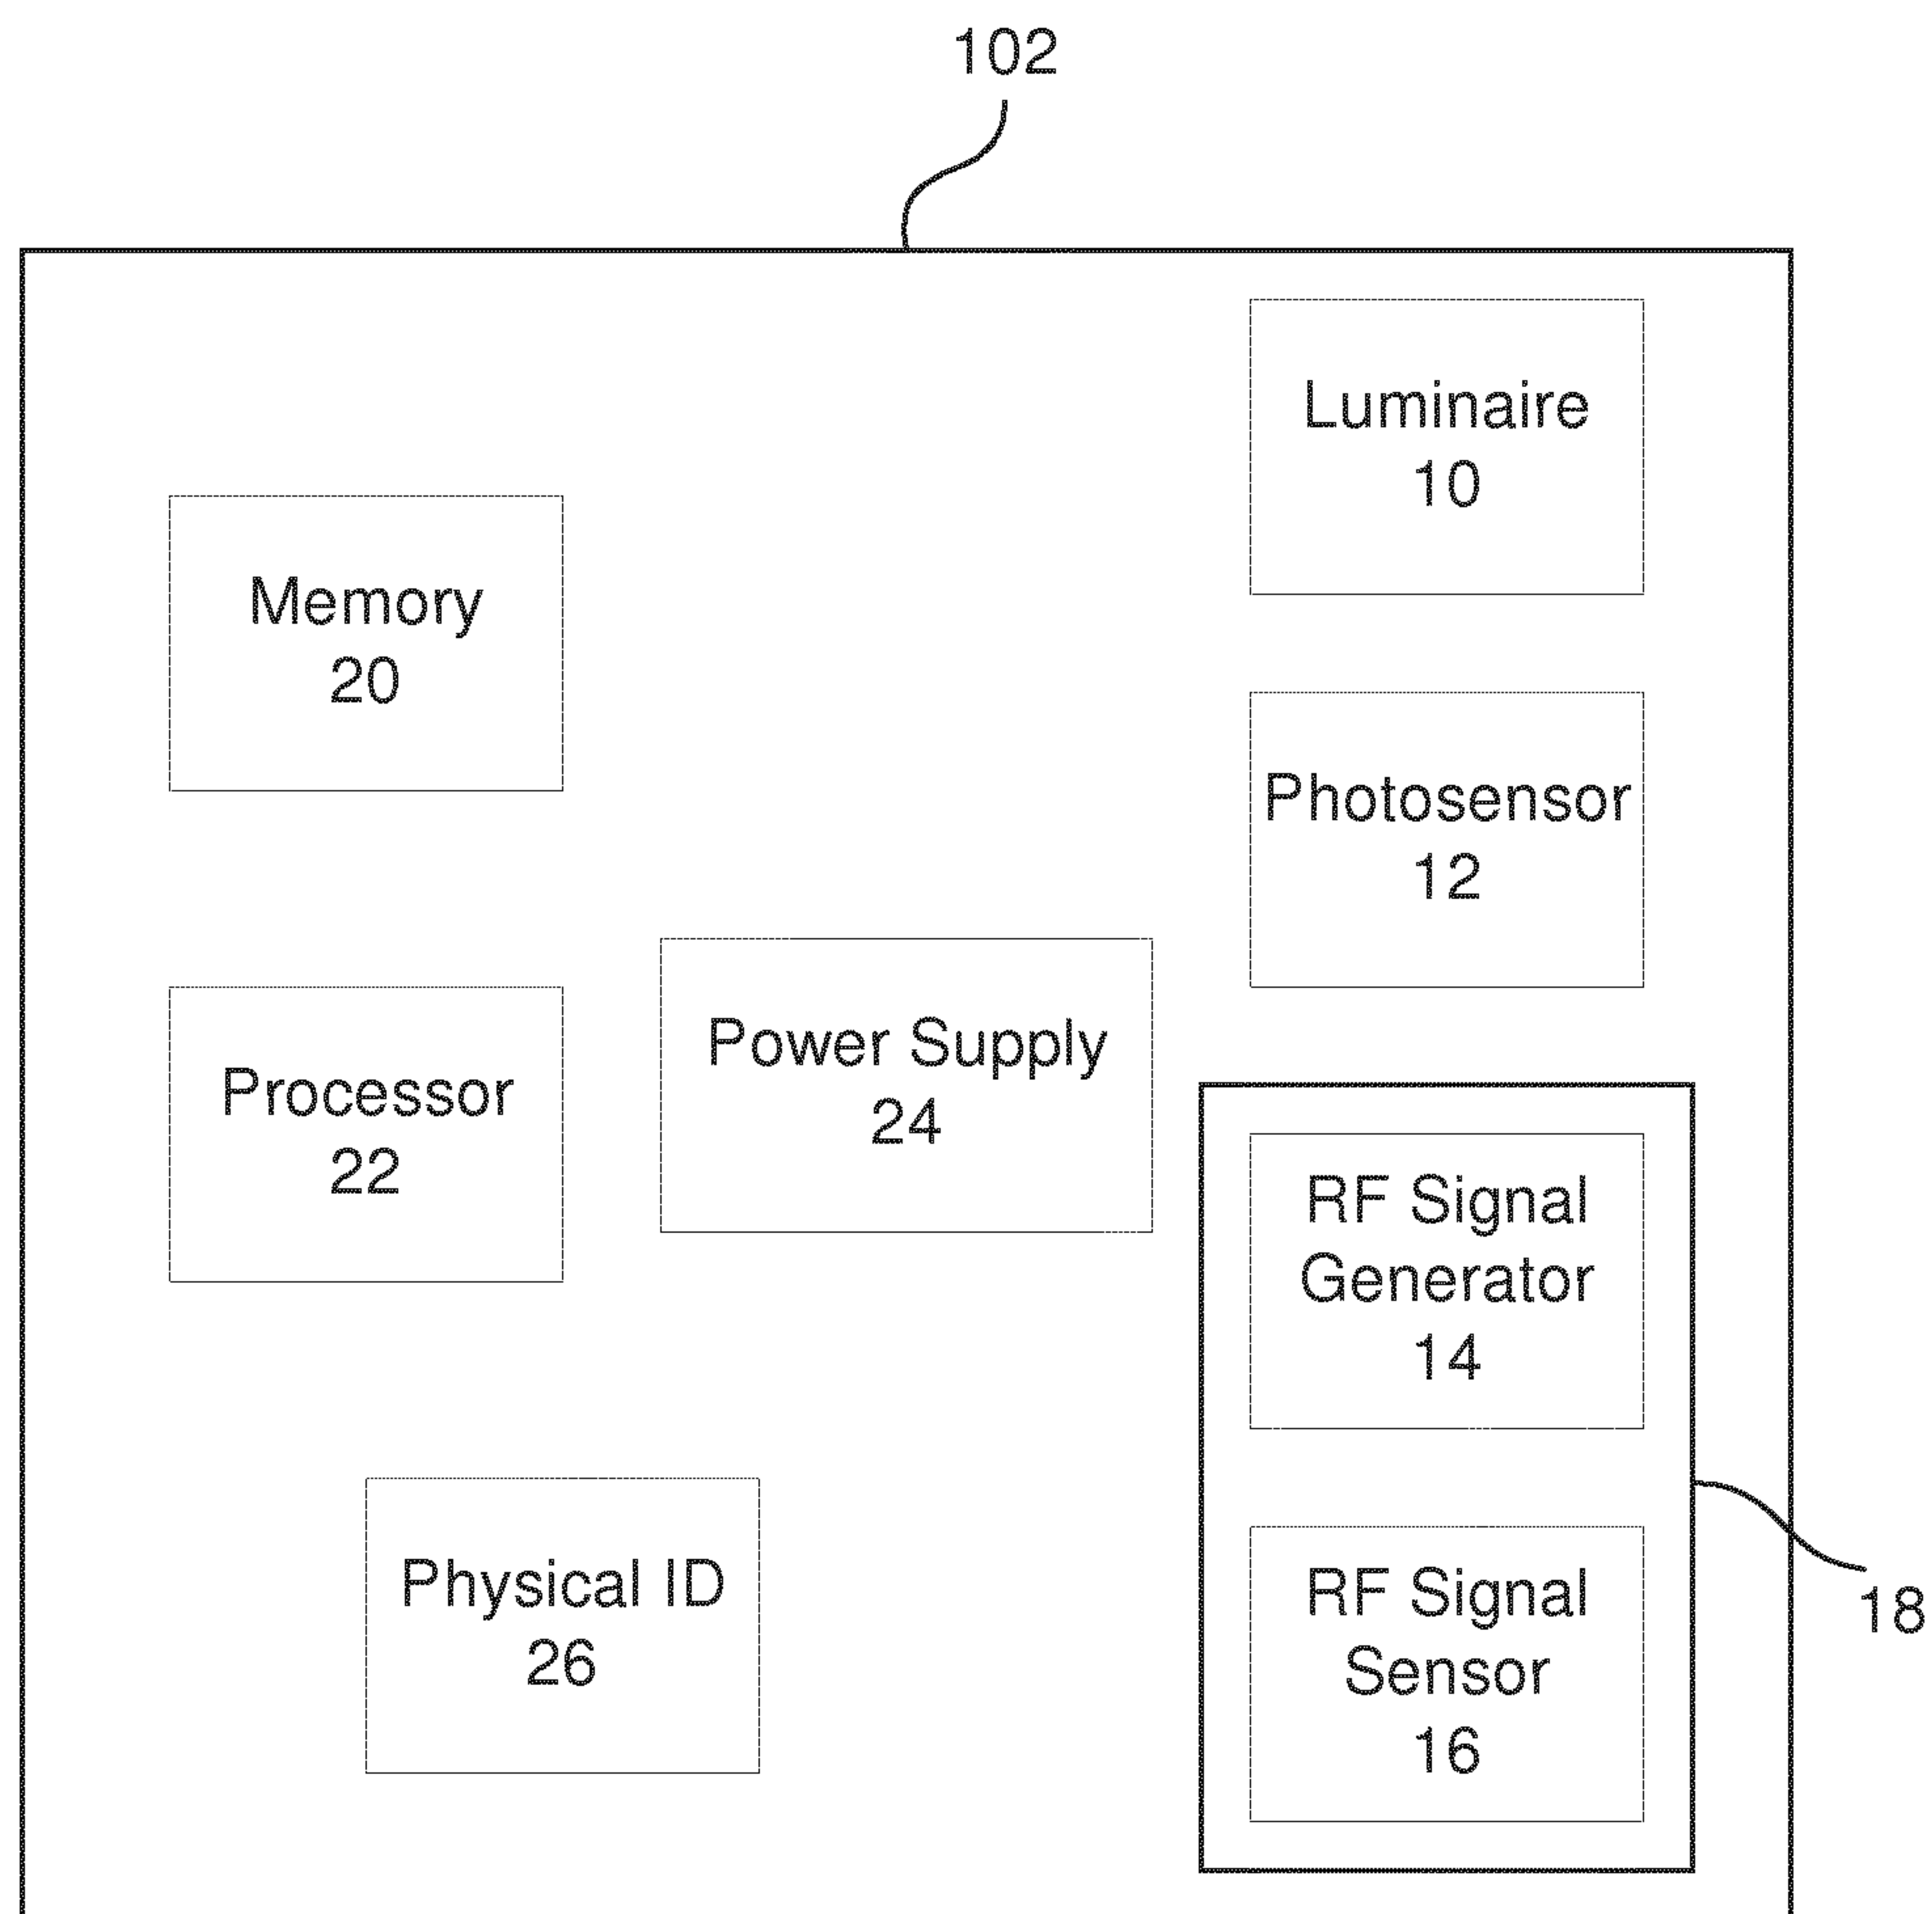 102
Luminaire
10
Memory
20
Photosensor
12
Power Supply
24
Processor
22
RF Signal
Generator
14
Physical ID
26
RF Signal
Sensor
16
18